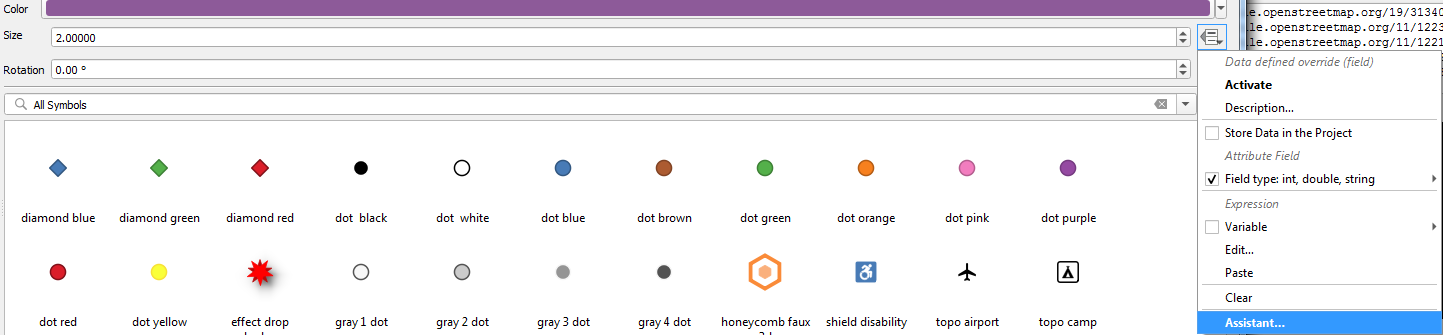 Color
le.openstreetmap.org/19/31340
Size
2.00000
le.openstreetmap.org/11/1223
le.openstreetmap.org/11/1221
Rotation
0.00 °
Data defined override (field)
Activate
All Symbols
Description...
Store Data in the Project
Attribute Field
Field type: int, double, string
Expression
Variable
Edit...
Paste
Clear
Assistant...
diamond blue
diamond green
diamond red
dot black
dot white
dot blue
dot brown
dot green
dot orange
dot pink
dot purple
dot red
dot yellow
effect drop
gray 1 dot
gray 2 dot
gray 3 dot
gray 4 dot
honeycomb faux
shield disability
topo airport
topo camp